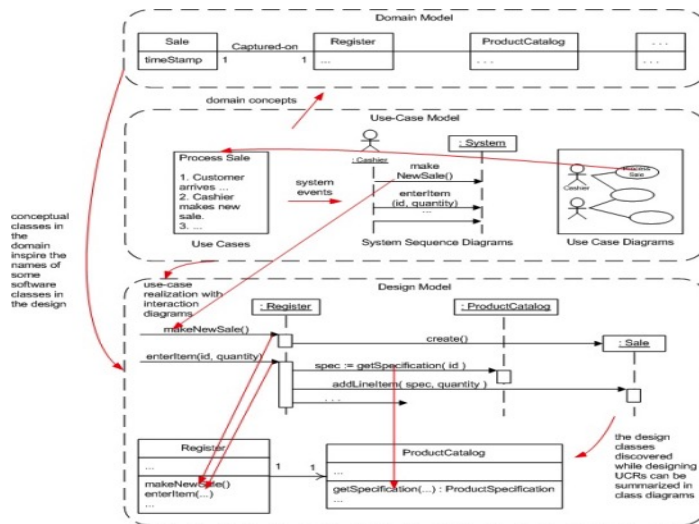 Domain Model
Sale
timeStamp
Captured-on
1
1
Register
...
ProductCatalog
. . .
. . .
. . .
domain concepts
Use-Case Model
Process Sale
1. Customer
arrives ...
2. Cashier
makes new
sale.
3. ...
Use Cases
system
events
: Cashier
: System
make
NewSale()
enterItem
(id, quantity)
...
System Sequence Diagrams
Process
Sale
Cashier
Use Case Diagrams
conceptual
classes in
the
domain
inspire the
names of
some
software
classes in
the design
use-case
realization with
interaction
diagrams
Design Model
: Register
: ProductCatalog
makeNewSale()
create()
: Sale
enterItem(id, quantity)
spec := getSpecification( id )
addLineItem( spec, quantity )
. . .
Register
...
makeNewSale()
enterItem(...)
1
1
ProductCatalog
...
getSpecification(...) : ProductSpecification
...
the design
classes
discovered
while designing
UCRs can be
summarized in
class diagrams